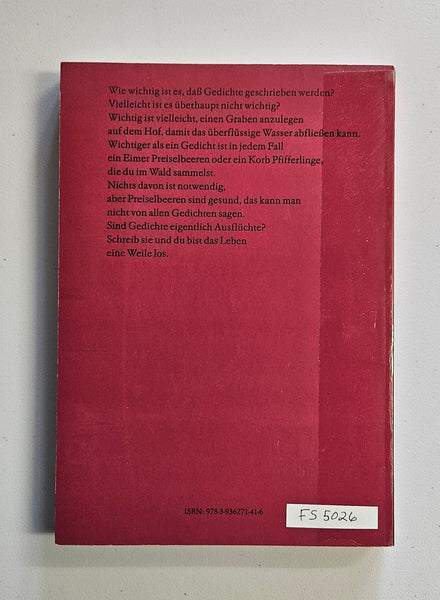 Wie wichtig ist es, daß Gedichte geschrieben werden?
Vielleicht ist es überhaupt nicht wichtig?
Wichtig ist vielleicht, einen Graben anzulegen
auf dem Hof, damit das überflüssige Wasser abfließen kann.
Wichtiger als ein Gedicht ist in jedem Fall
ein Eimer Preiselbeeren oder ein Korb Pfifferlinge,
die du im Wald sammelst.
Nichts davon ist notwendig,
aber Preiselbeeren sind gesund, das kann man
nicht von allen Gedichten sagen.
Sind Gedichte eigentlich Ausflüchte?
Schreib sie und du bist das Leben
eine Weile los.
ISBN: 978-3-936271-41-6
FS 5026